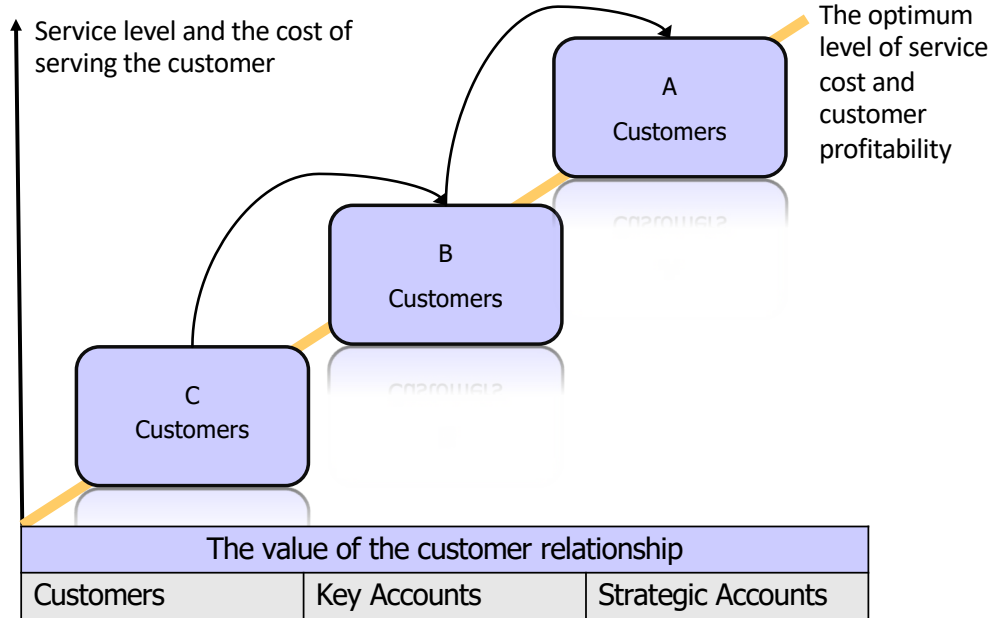 Service level and the cost of
serving the customer
The optimum
level of service
cost and
customer
profitability
A
Customers
B
Customers
C
Customers
The value of the customer relationship
Customers
Key Accounts
Strategic Accounts